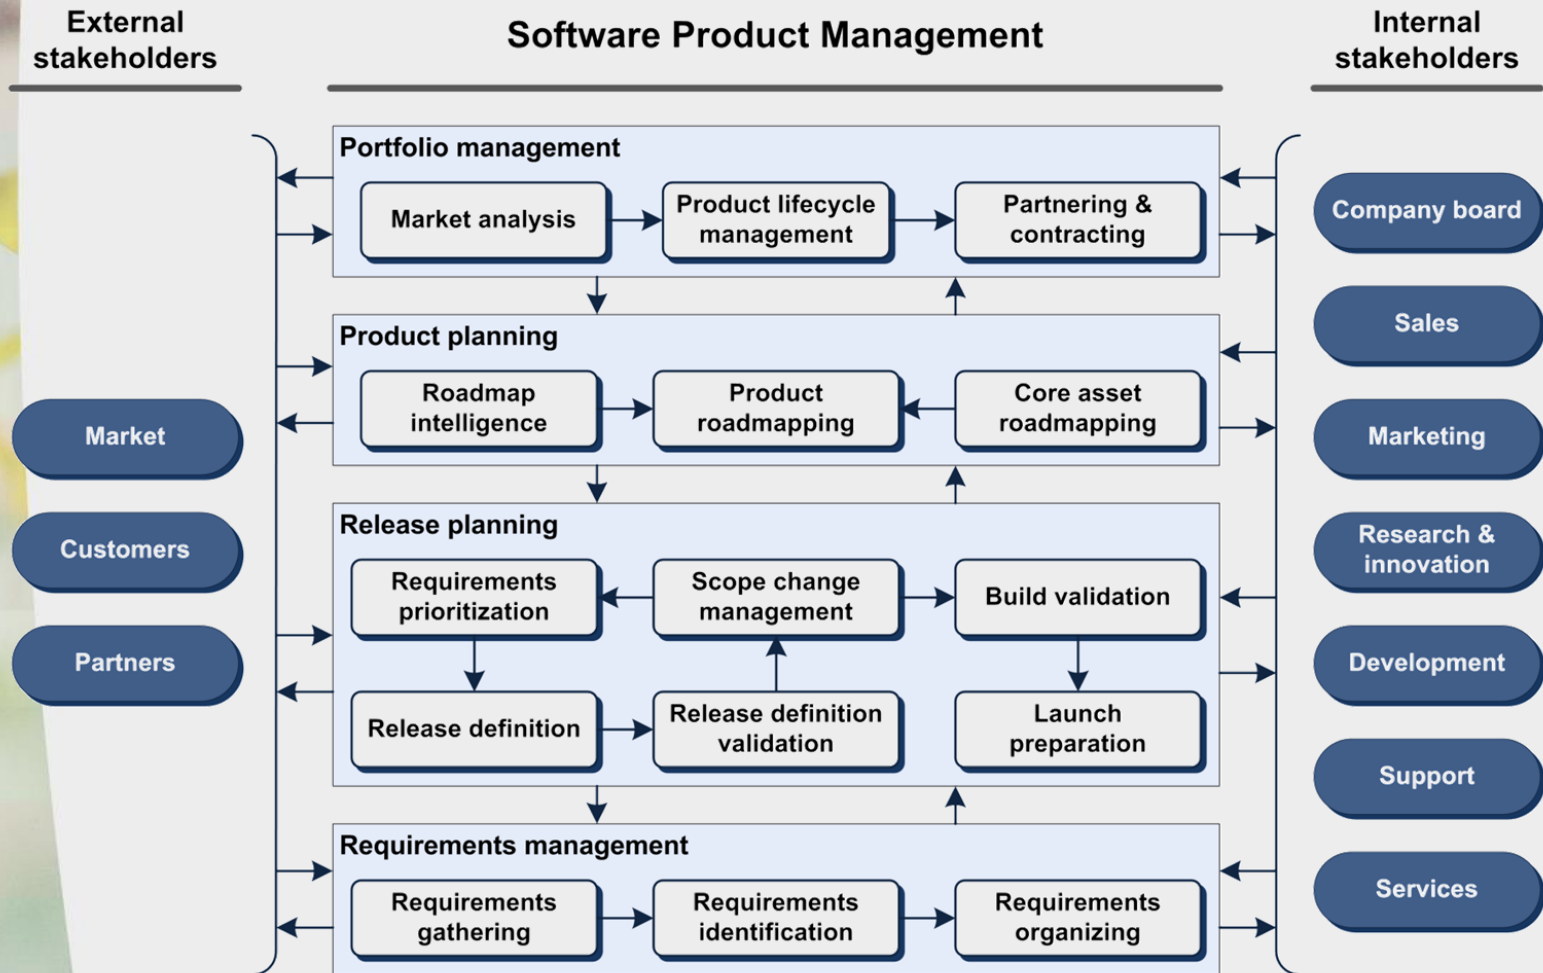 External
stakeholders
Software Product Management
Internal
stakeholders
Portfolio management
Market analysis
Product lifecycle
management
Partnering &
contracting
Product planning
Roadmap
intelligence
Product
roadmapping
Core asset
roadmapping
Release planning
Requirements
prioritization
Scope change
management
Build validation
Release definition
Release definition
validation
Launch
preparation
Requirements management
Requirements
gathering
Requirements
identification
Requirements
organizing
Market
Customers
Partners
Company board
Sales
Marketing
Research &
innovation
Development
Support
Services